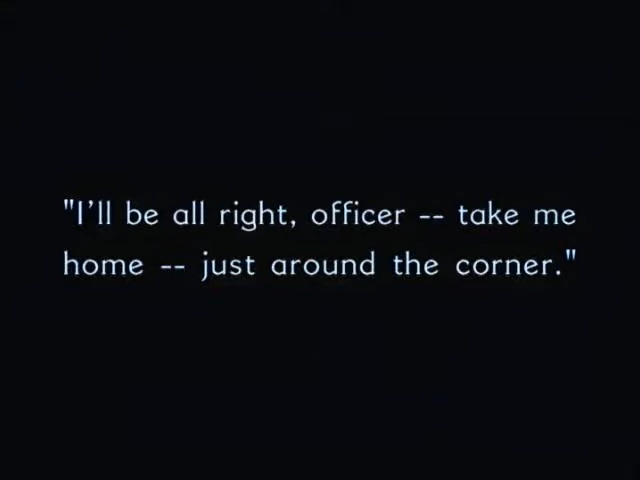 "I'll be all right, officer -- take me
home -- just around the corner."